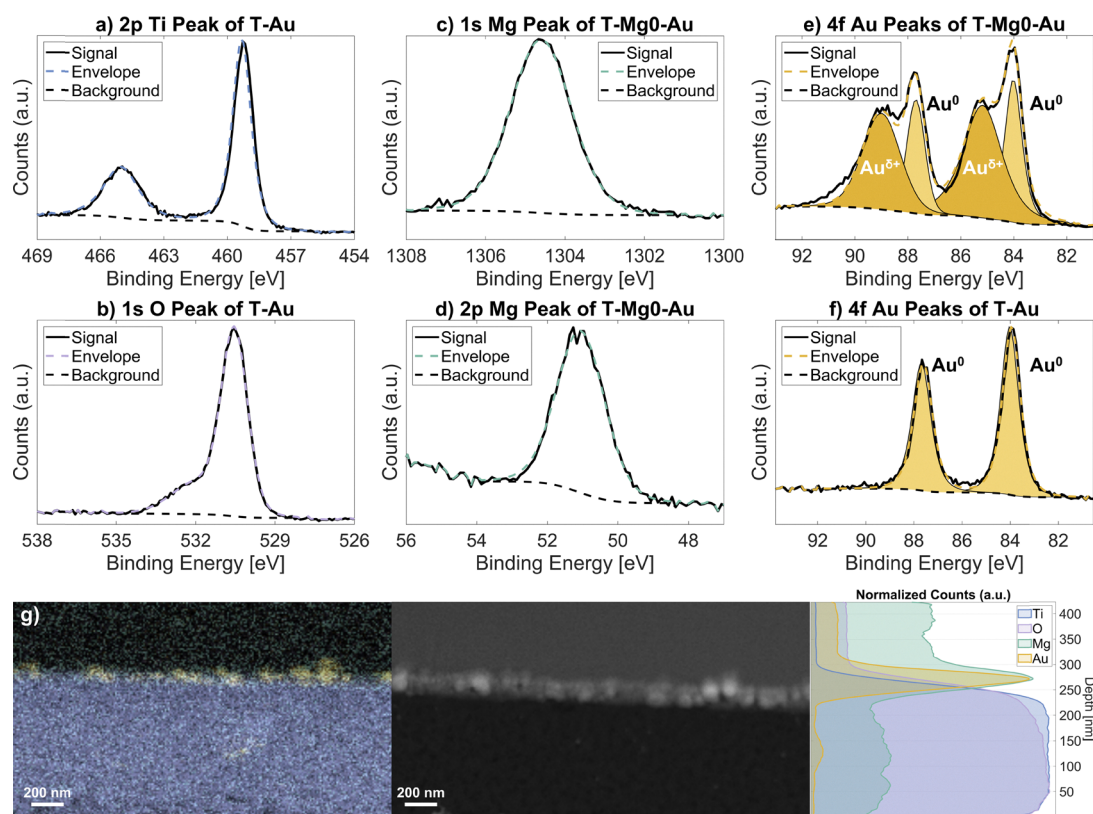 a) 2p Ti Peak of T-Au
Signal
Envelope
Background
Counts (a.u.)
469 466 463 460 457 454
Binding Energy [eV]
c) 1s Mg Peak of T-Mg0-Au
Signal
Envelope
Background
Counts (a.u.)
1308 1306 1304 1302 1300
Binding Energy [eV]
e) 4f Au Peaks of T-Mg0-Au
Signal
Envelope
Background
Au⁰
Au⁰
Auδ+
Auδ+
Counts (a.u.)
92 90 88 86 84 82
Binding Energy [eV]
b) 1s O Peak of T-Au
Signal
Envelope
Background
Counts (a.u.)
538 535 532 529 526
Binding Energy [eV]
d) 2p Mg Peak of T-Mg0-Au
Signal
Envelope
Background
Counts (a.u.)
56 54 52 50 48
Binding Energy [eV]
f) 4f Au Peaks of T-Au
Signal
Envelope
Background
Au⁰
Au⁰
Counts (a.u.)
92 90 88 86 84 82
Binding Energy [eV]
g)
200 nm
200 nm
Normalized Counts (a.u.)
Ti
O
Mg
Au
400
350
300
250
200
150
100
50
Depth [nm]